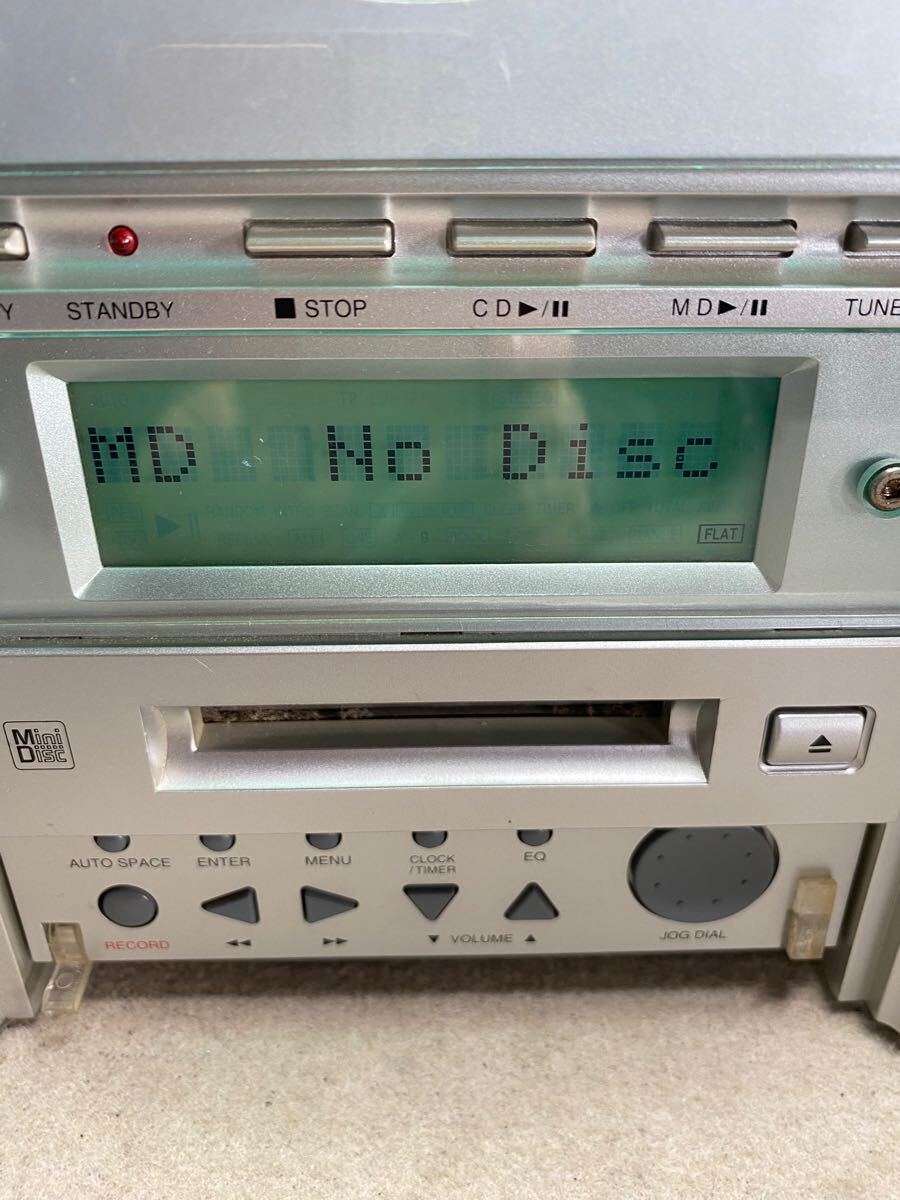 Y STANDBY ■ STOP CD▶/❚❚ MD▶/❚❚ TUNE
MD No Disc
FLAT
Mini
Disc
AUTO SPACE ENTER MENU CLOCK /TIMER EQ
RECORD ◀◀ ▶▶ ▼ VOLUME ▲ JOG DIAL